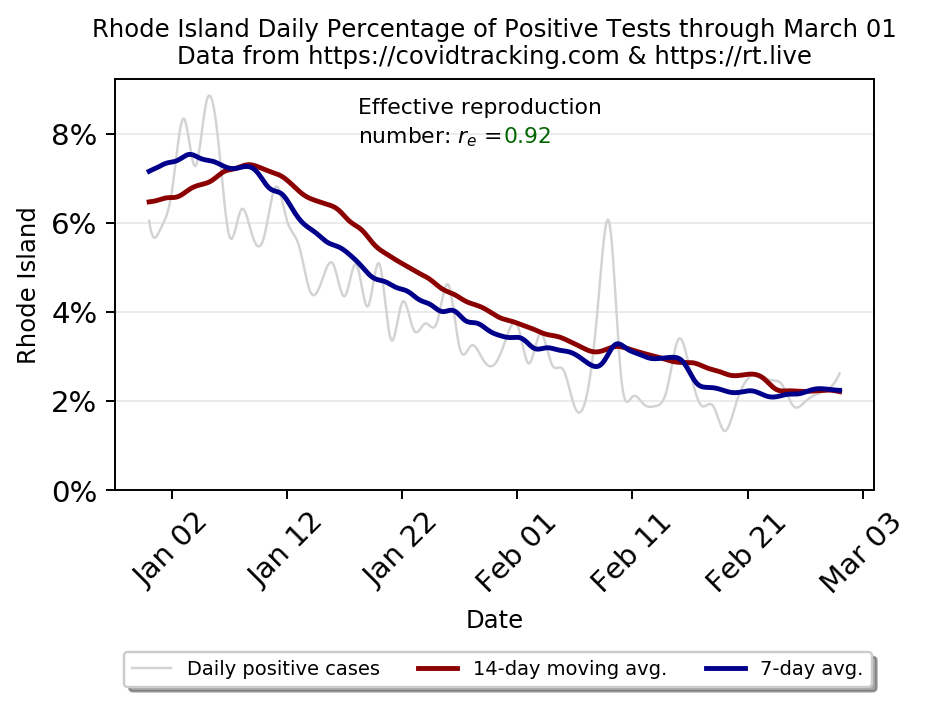 Rhode Island Daily Percentage of Positive Tests through March 01
Data from https://covidtracking.com & https://rt.live
Effective reproduction
number: rₑ =0.92
8%
6%
4%
2%
0%
Rhode Island
Jan 02
Jan 12
Jan 22
Feb 01
Feb 11
Feb 21
Mar 03
Date
Daily positive cases
14-day moving avg.
7-day avg.